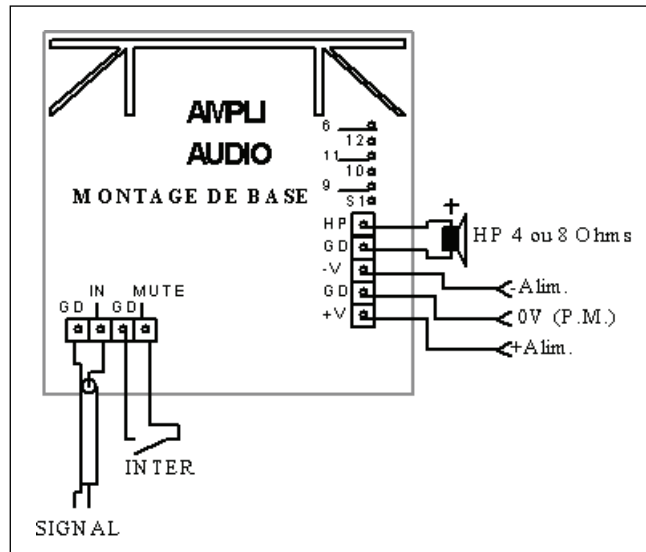 AMPLI
AUDIO
MONTAGE DE BASE
6
12
11
10
9
S1
HP
GD
-V
GD
+V
+
HP 4 ou 8 Ohms
-Alim.
0V (P.M.)
+Alim.
GD IN GD MUTE
INTER
SIGNAL